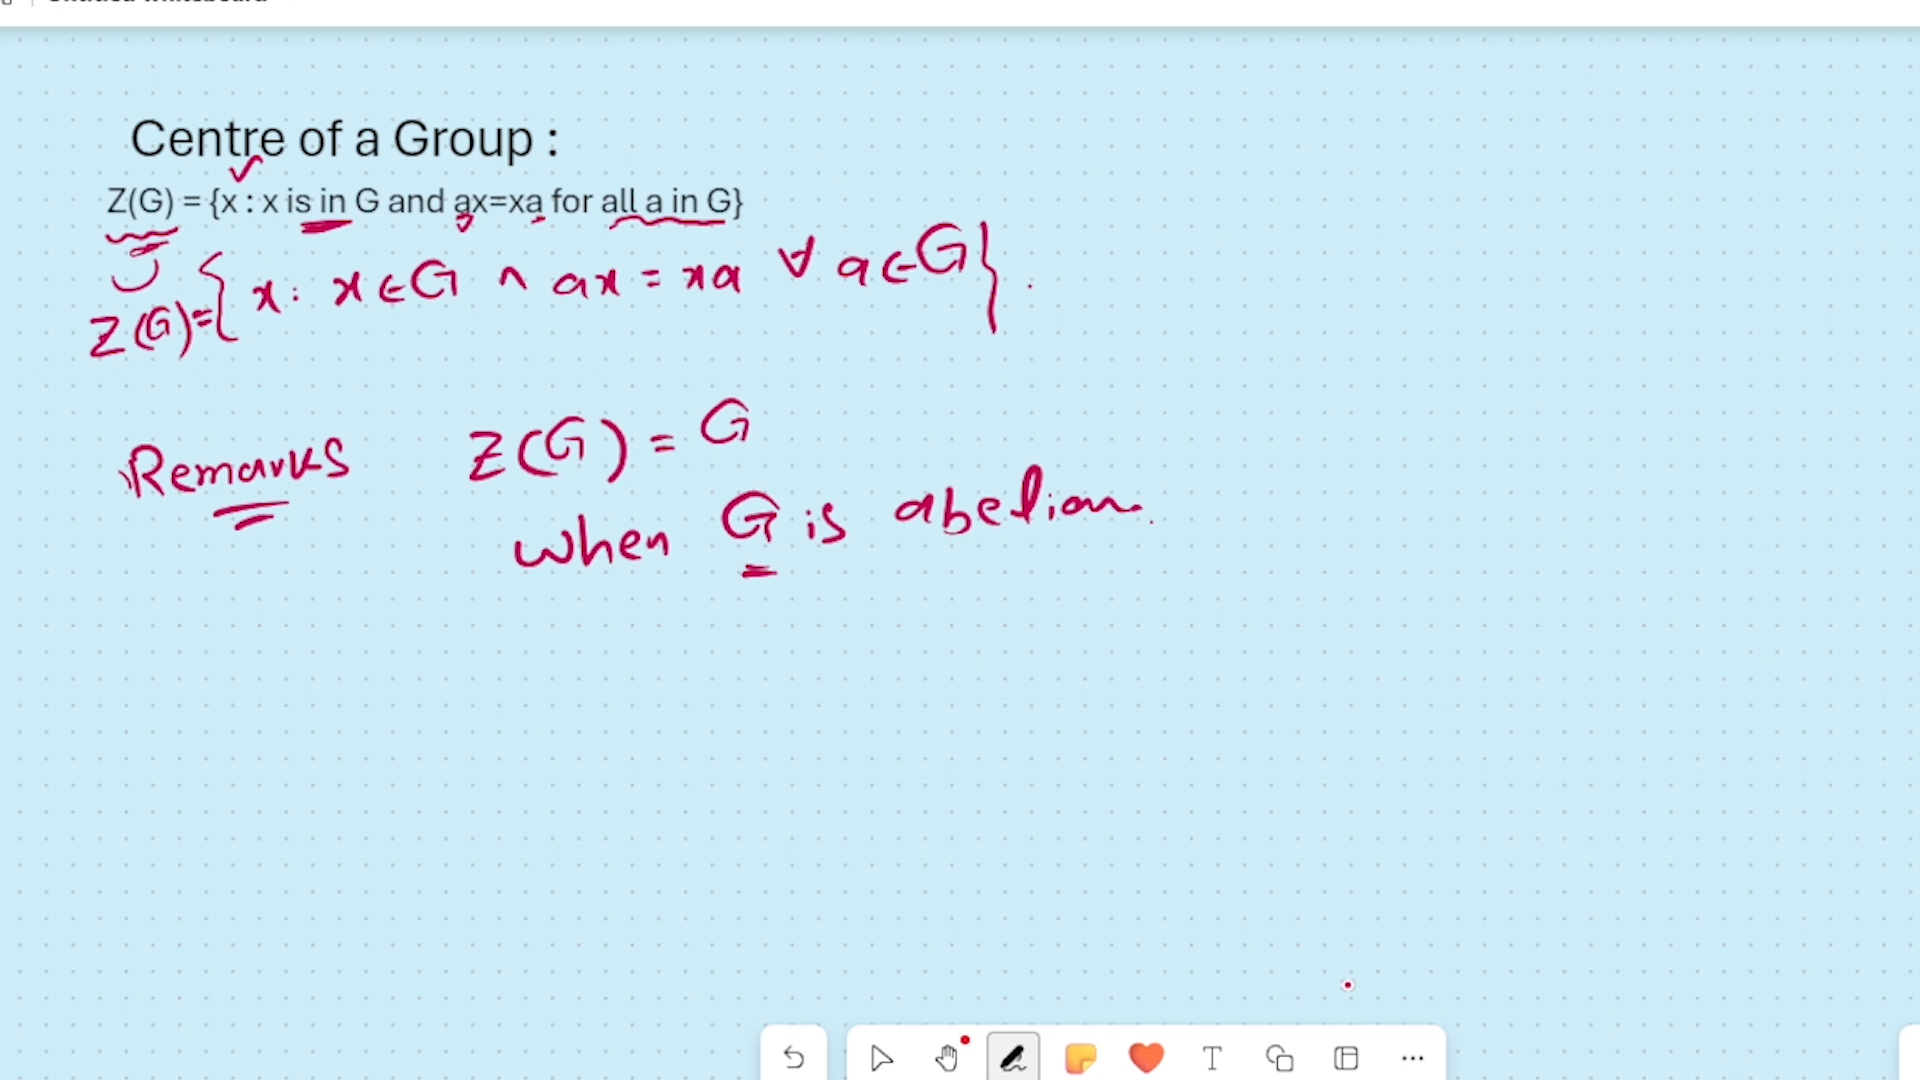 Centre of a Group :
Z(G) = {x : x is in G and ax=xa for all a in G}
Z(G)={ x: x∈G ∧ ax = xa ∀ a∈G}.
Remarks Z(G) = G
when G is abelian.
T